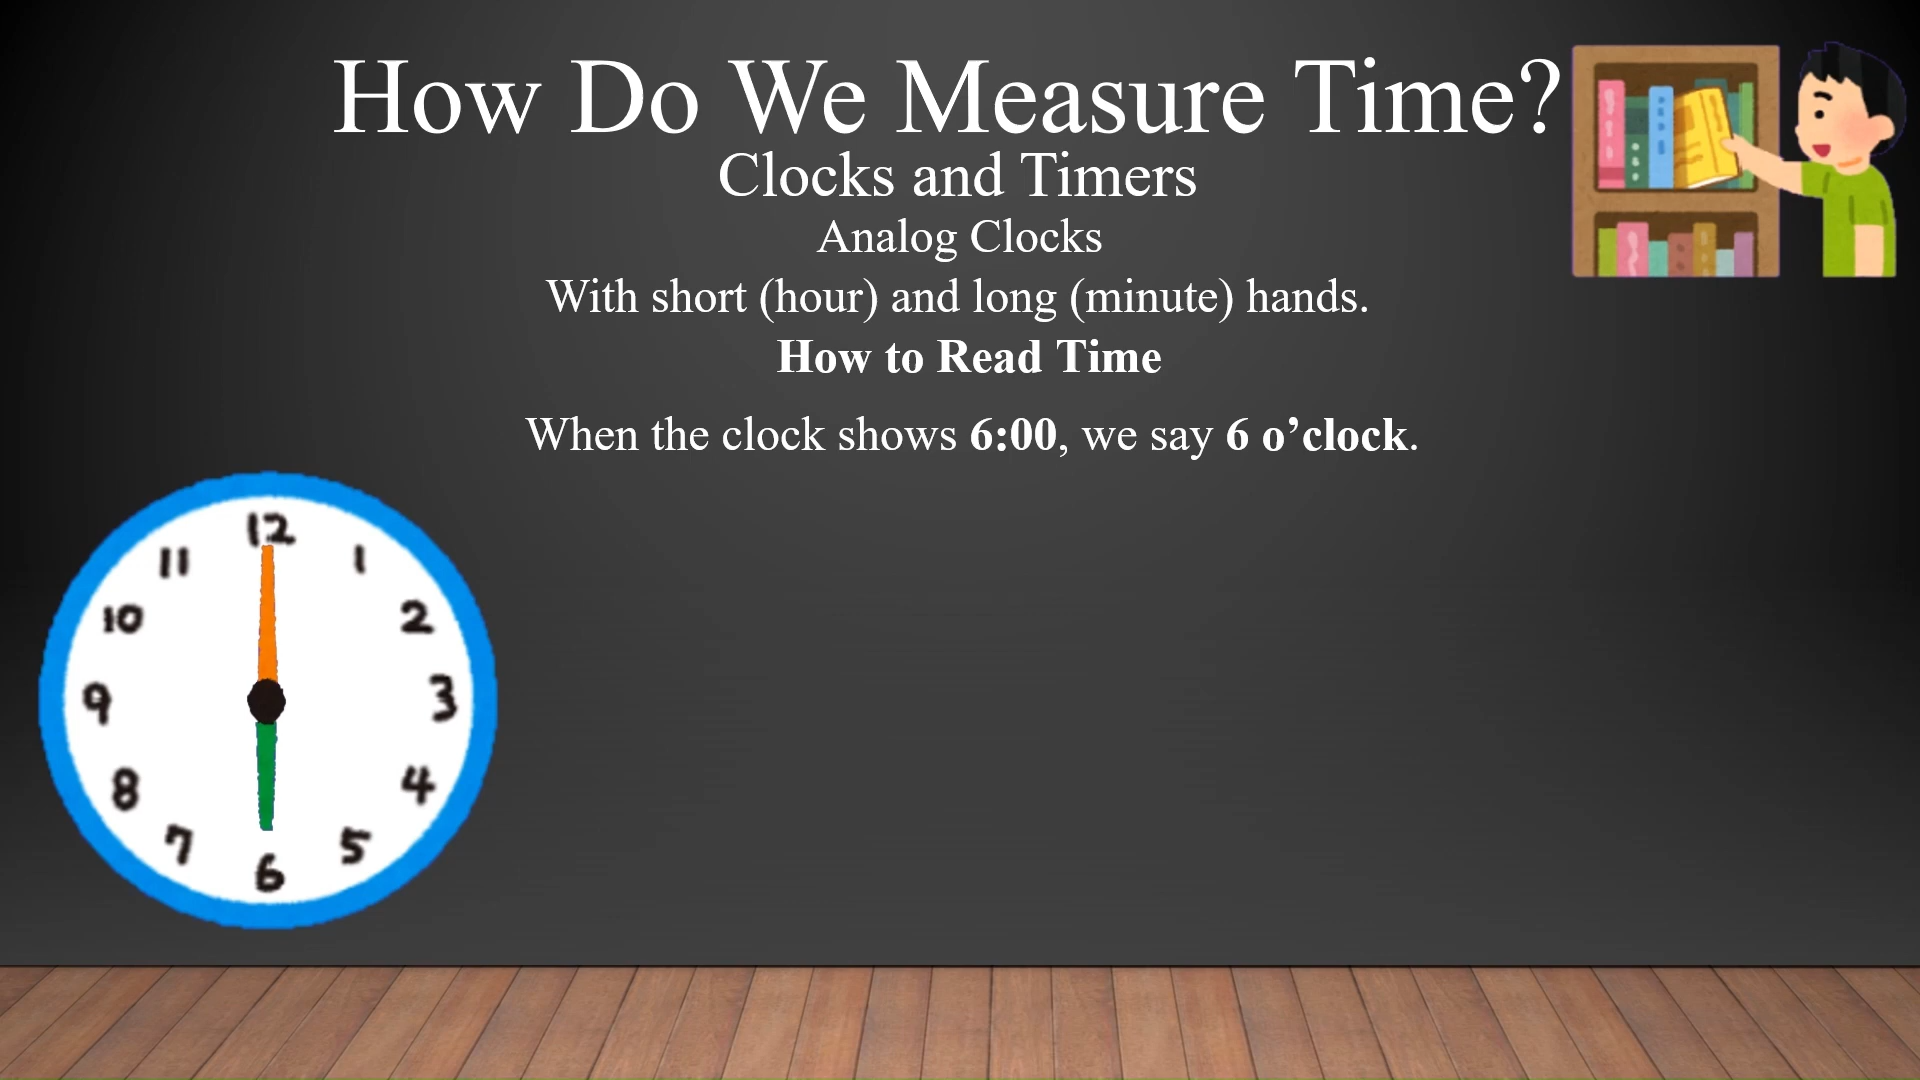 How Do We Measure Time?
Clocks and Timers
Analog Clocks
With short (hour) and long (minute) hands.
How to Read Time
When the clock shows 6:00, we say 6 o’clock.
12
11
1
10
2
9
3
8
4
7
5
6